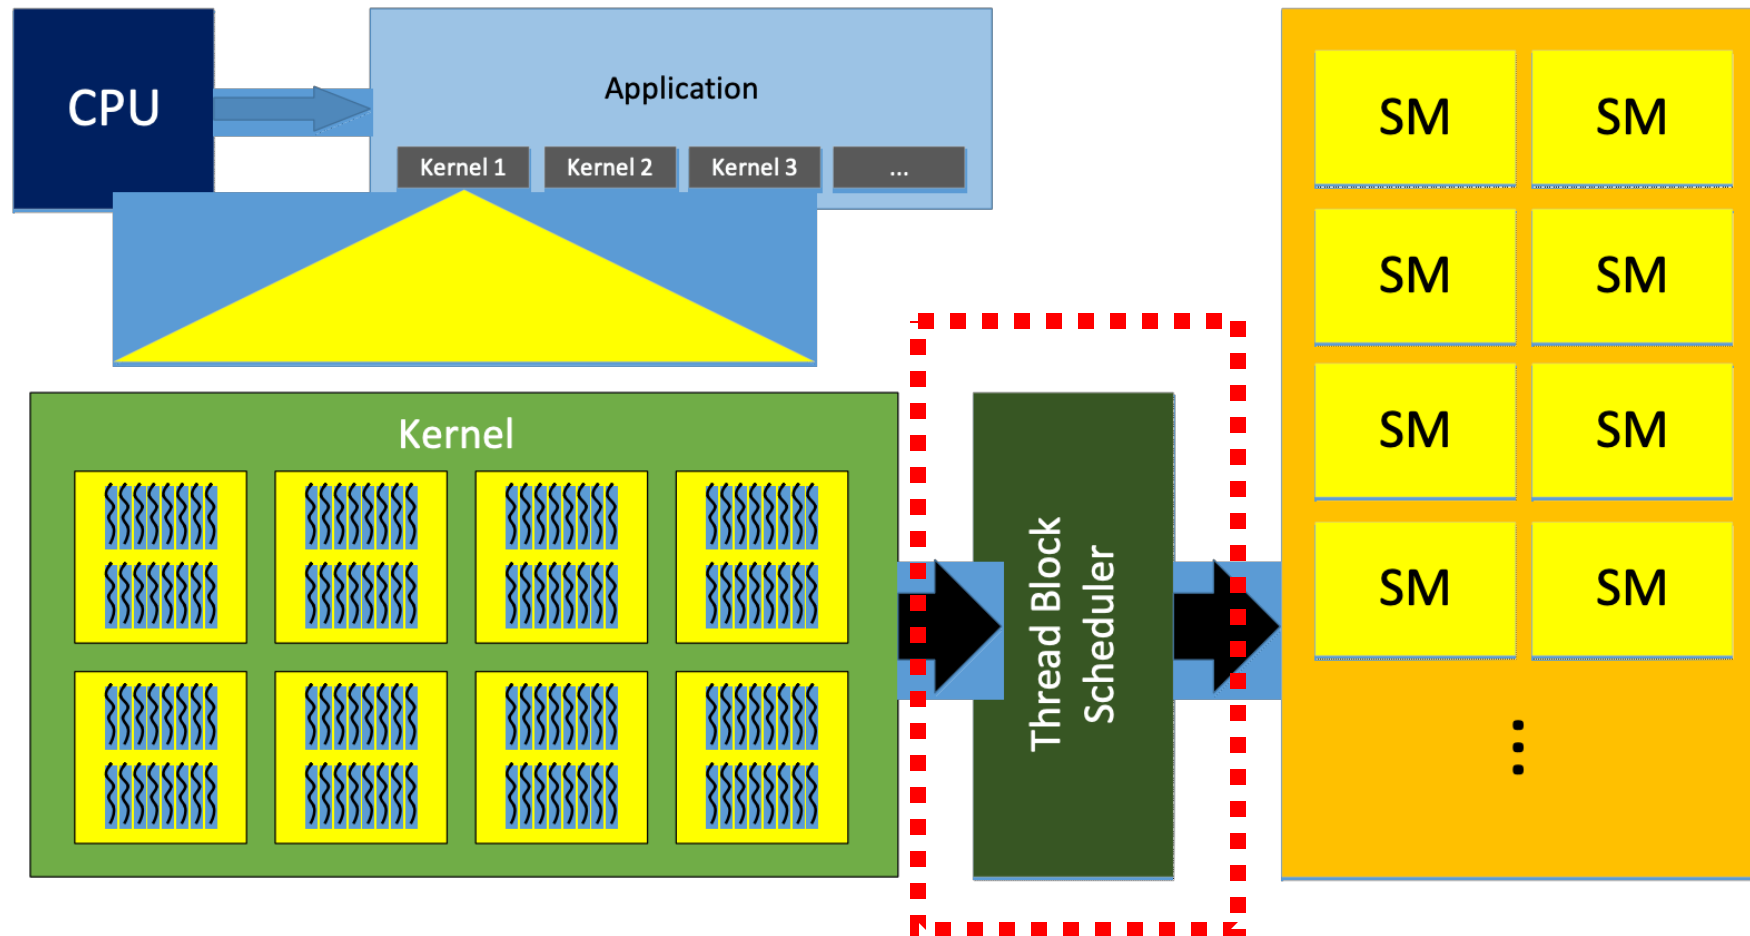 CPU
Application
Kernel 1
Kernel 2
Kernel 3
...
Kernel
Thread Block
Scheduler
SM
SM
SM
SM
SM
SM
SM
SM
...